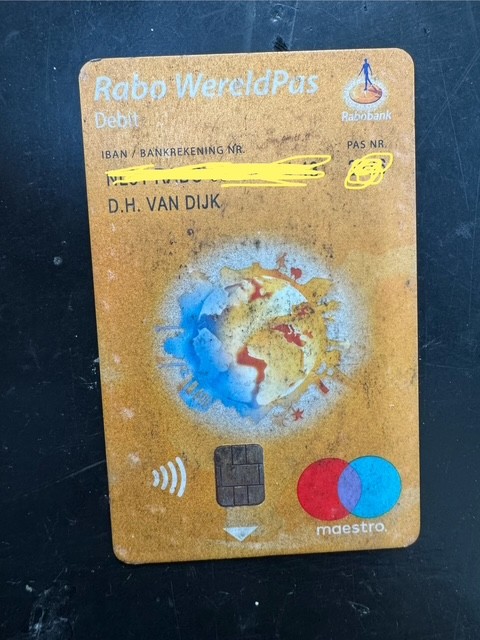 Rabo WereldPas
Debit
Rabobank
IBAN / BANKREKENING NR.
PAS NR.
D.H. VAN DIJK
maestro.